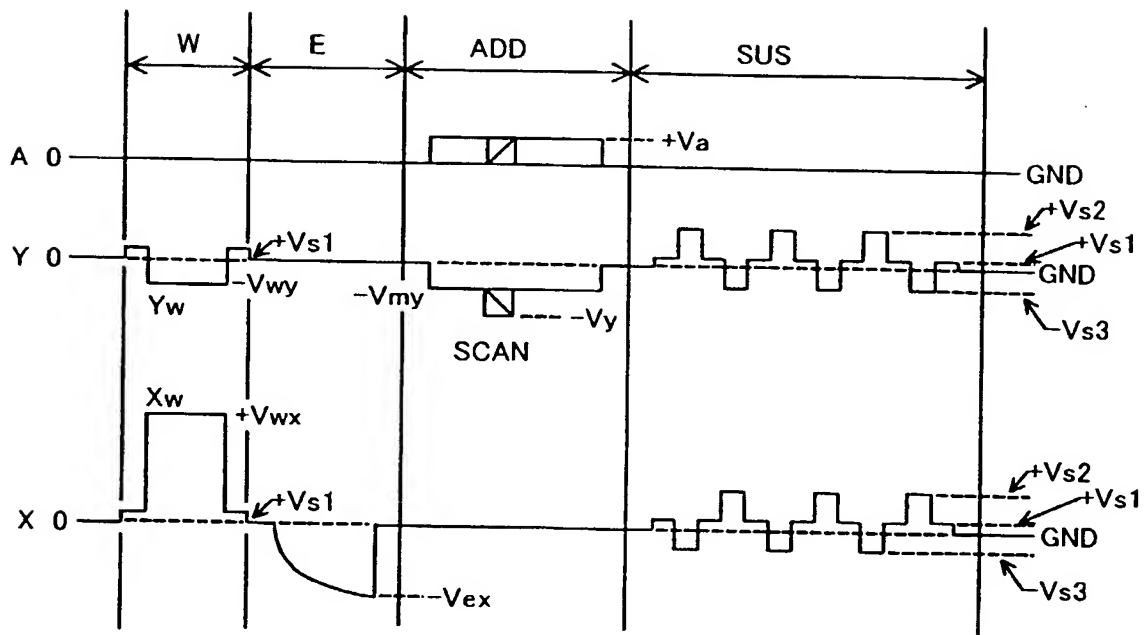 W E ADD SUS
+Va
A 0
GND
+Vs2
+Vs1
+Vs1
Y 0
GND
Yw
-Vwy
-Vmy
-Vy
-Vs3
SCAN
Xw
+Vwx
+Vs2
+Vs1
+Vs1
X 0
GND
-Vex
-Vs3